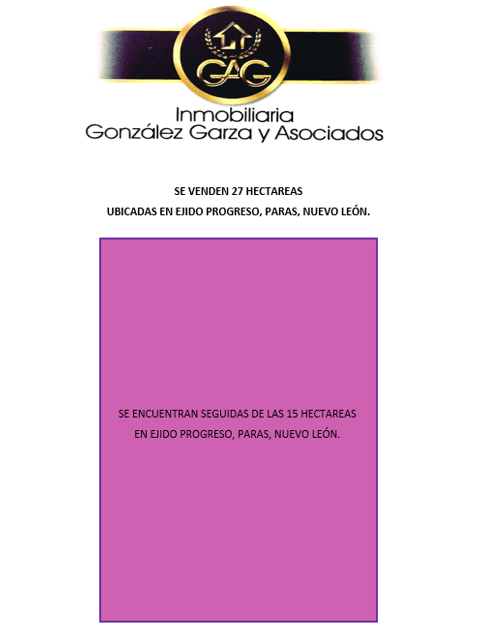 GAG
Inmobiliaria
González Garza y Asociados
SE VENDEN 27 HECTAREAS
UBICADAS EN EJIDO PROGRESO, PARAS, NUEVO LEÓN.
SE ENCUENTRAN SEGUIDAS DE LAS 15 HECTAREAS
EN EJIDO PROGRESO, PARAS, NUEVO LEÓN.